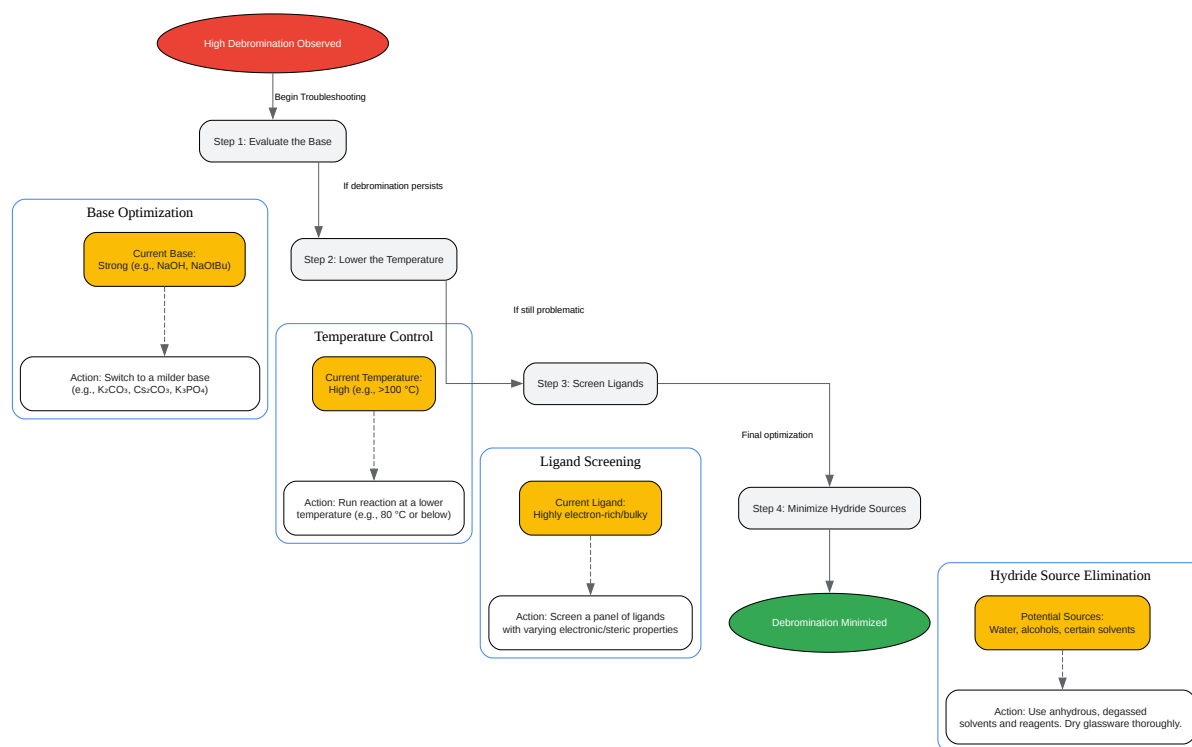 High Debromination Observed
Begin Troubleshooting
Step 1: Evaluate the Base
If debromination persists
Base Optimization
Current Base:
Strong (e.g., NaOH, NaOtBu)
Action: Switch to a milder base
(e.g., K₂CO₃, Cs₂CO₃, K₃PO₄)
Step 2: Lower the Temperature
If still problematic
Temperature Control
Current Temperature:
High (e.g., >100 °C)
Action: Run reaction at a lower
temperature (e.g., 80 °C or below)
Step 3: Screen Ligands
Final optimization
Ligand Screening
Current Ligand:
Highly electron-rich/bulky
Action: Screen a panel of ligands
with varying electronic/steric properties
Step 4: Minimize Hydride Sources
Debromination Minimized
Hydride Source Elimination
Potential Sources:
Water, alcohols, certain solvents
Action: Use anhydrous, degassed
solvents and reagents. Dry glassware thoroughly.